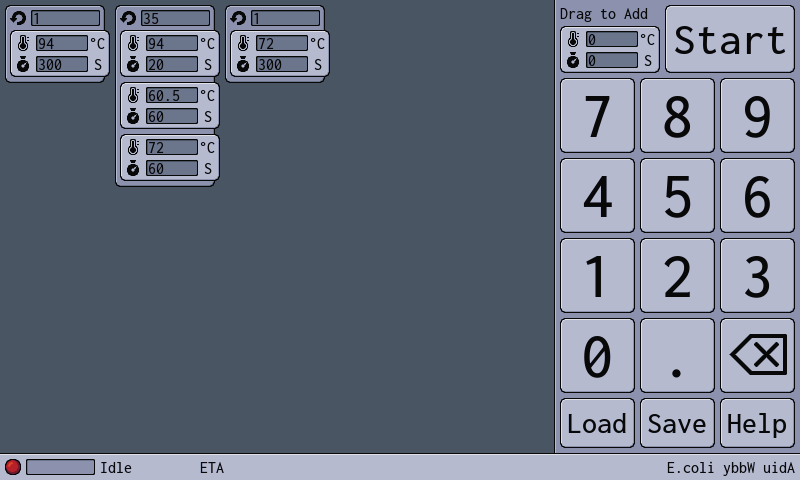 1
94 °C
300 S
35
94 °C
20 S
60.5 °C
60 S
72 °C
60 S
1
72 °C
300 S
Drag to Add
0 °C
0 S
Start
7 8 9
4 5 6
1 2 3
0 .
Load Save Help
Idle ETA E.coli ybbW uidA